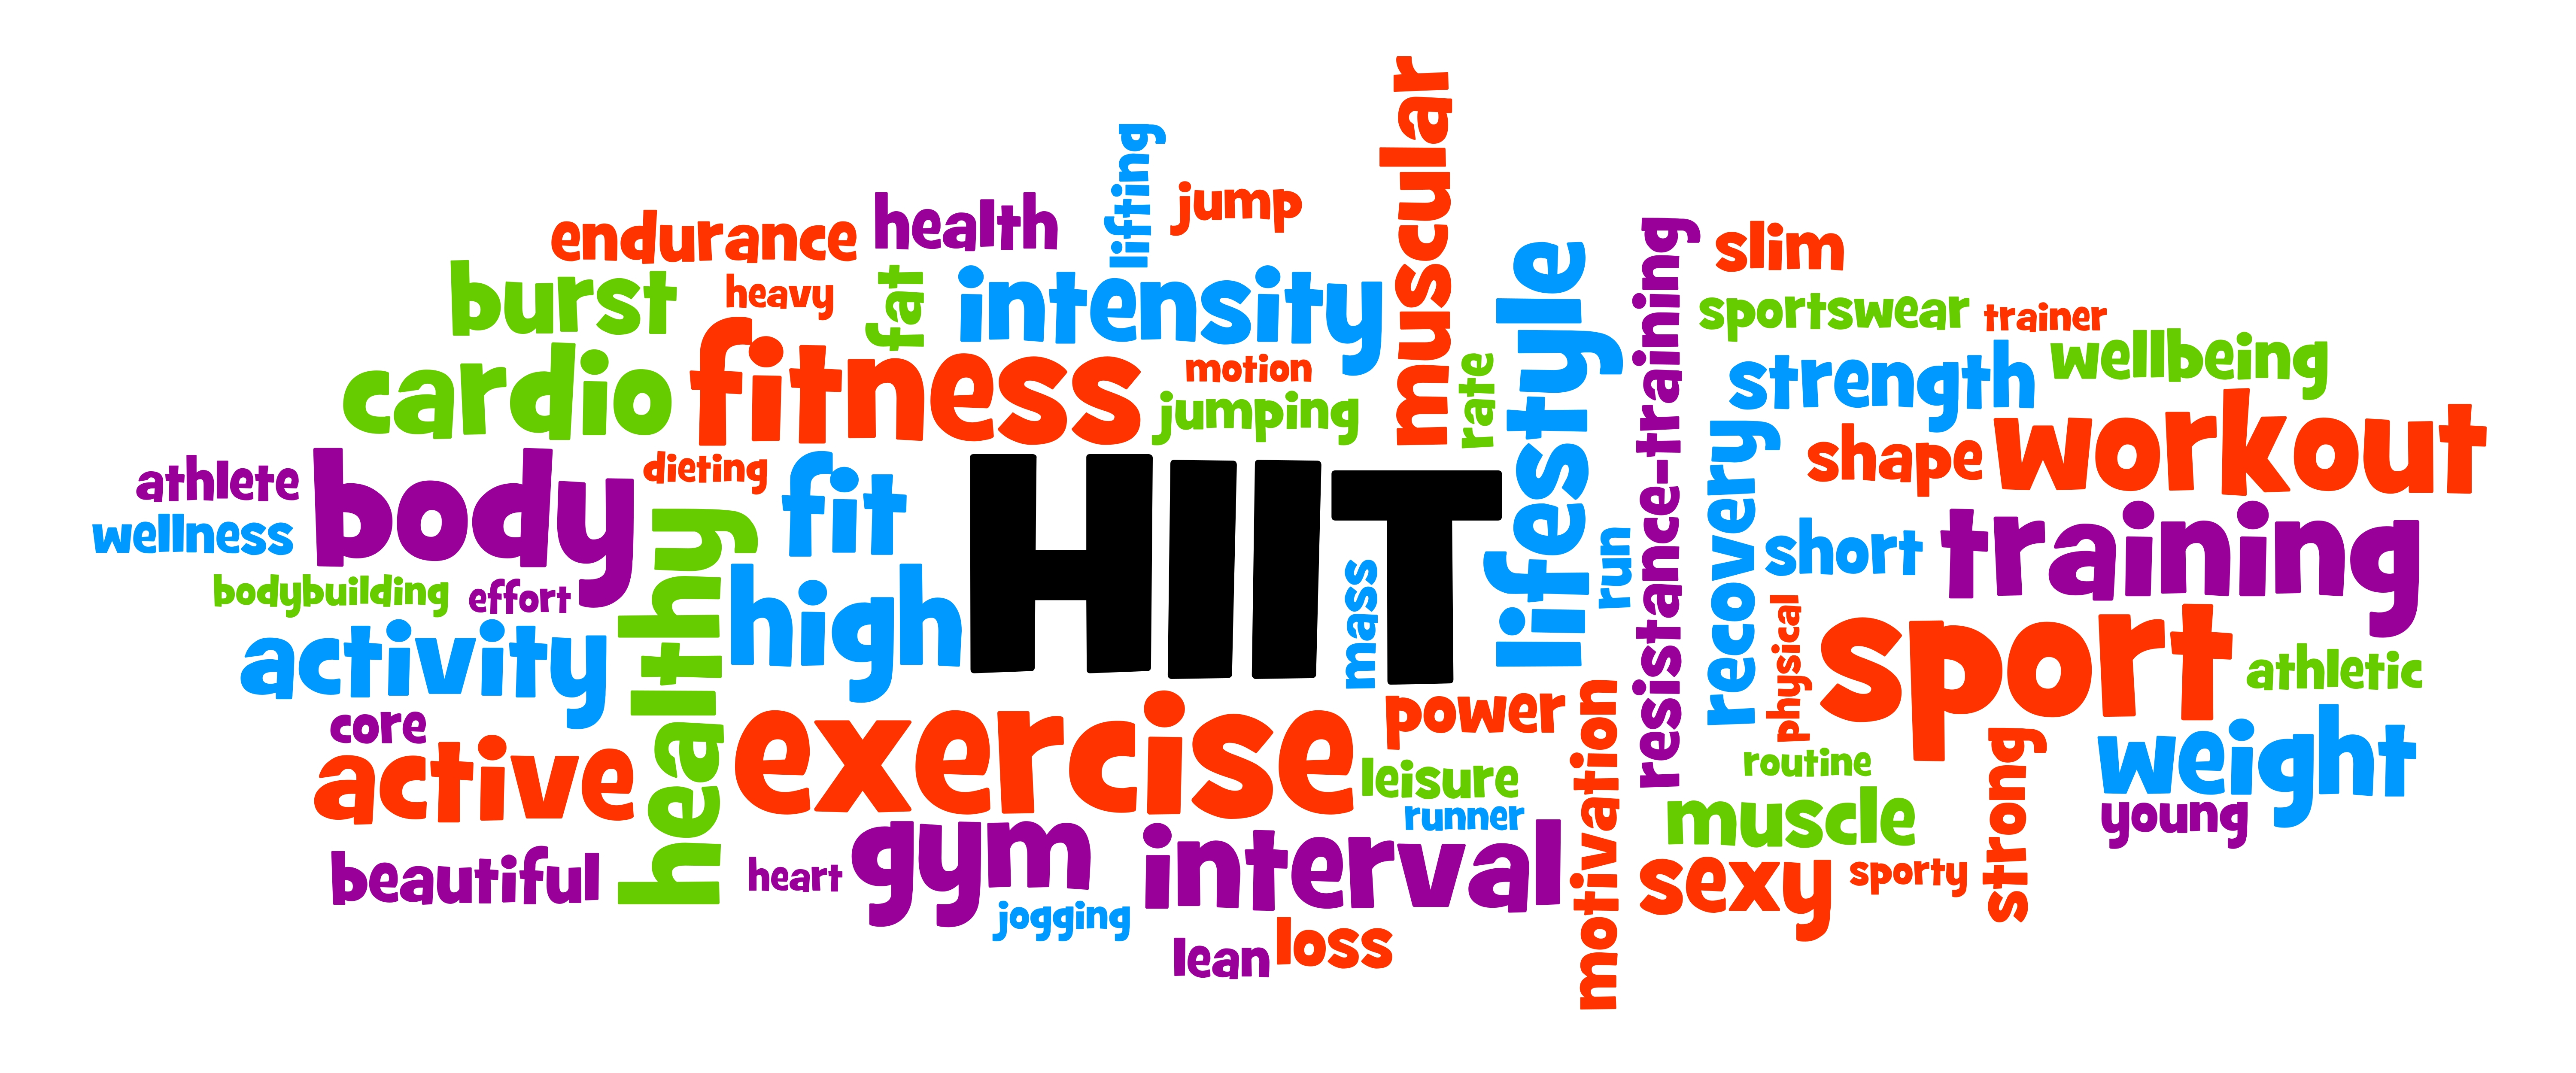 muscular
lifting
jump
health
endurance
slim
resistance-training
lifestyle
burst
heavy
fat
intensity
sportswear
trainer
cardio
fitness
motion
jumping
rate
strength
wellbeing
athlete
body
dieting
fit
HIIT
recovery
shape
workout
wellness
healthy
high
mass
run
short
training
bodybuilding
effort
physical
sport
activity
athletic
core
active
exercise
power
leisure
runner
motivation
routine
strong
weight
muscle
young
beautiful
heart
gym
interval
sexy
sporty
jogging
lean
loss